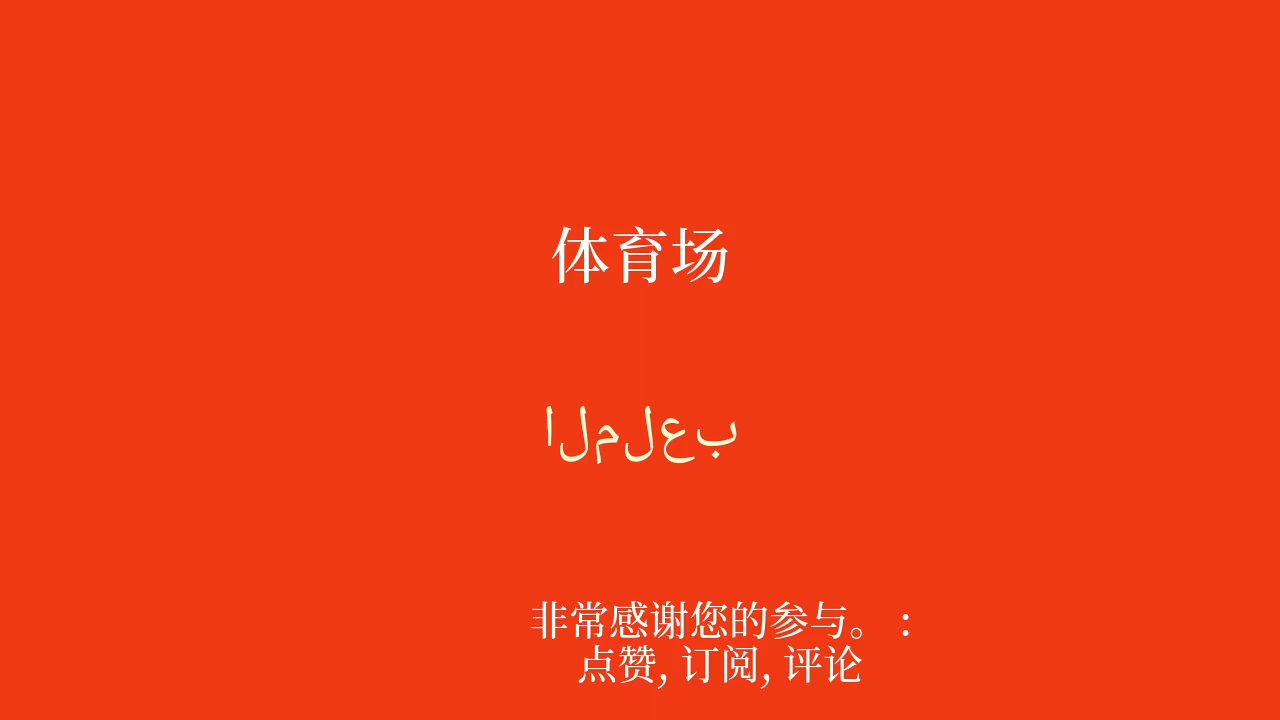 体育场
الملعب
非常感谢您的参与。 :
点赞, 订阅, 评论